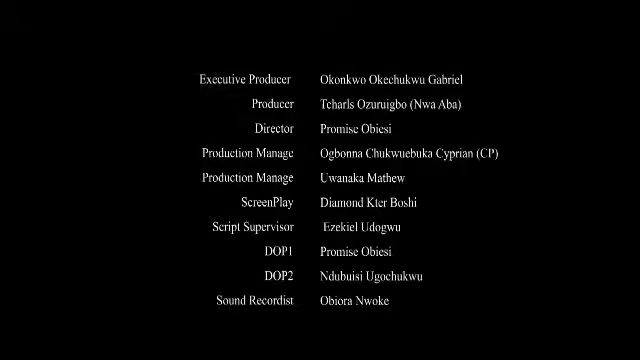 Executive Producer Okonkwo Okechukwu Gabriel
Producer Tcharls Ozuruigbo (Nwa Aba)
Director Promise Obiesi
Production Manage Ogbonna Chukwuebuka Cyprian (CP)
Production Manage Uwanaka Mathew
ScreenPlay Diamond Kter Boshi
Script Supervisor Ezekiel Udogwu
DOP1 Promise Obiesi
DOP2 Ndubuisi Ugochukwu
Sound Recordist Obiora Nwoke